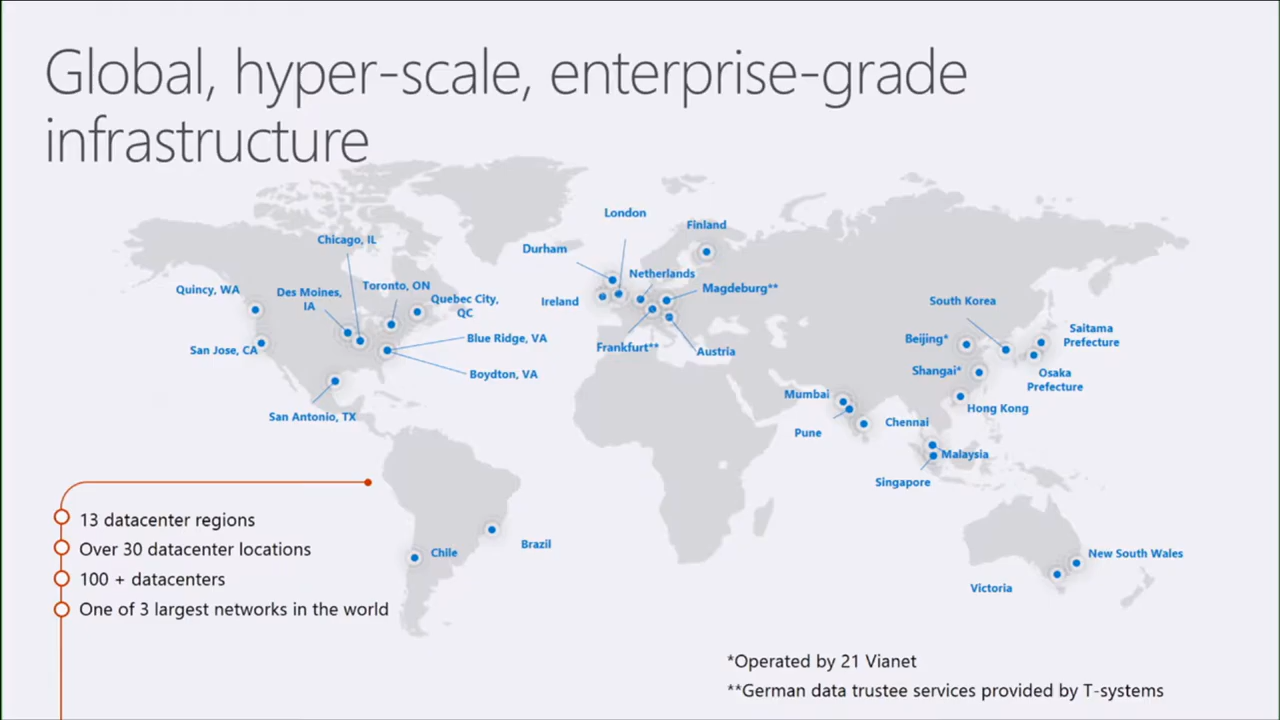 Global, hyper-scale, enterprise-grade
infrastructure
London
Finland
Chicago, IL
Durham
Netherlands
Quincy, WA
Des Moines,
IA
Toronto, ON
Quebec City,
QC
Ireland
Magdeburg**
South Korea
San Jose, CA
Blue Ridge, VA
Frankfurt**
Austria
Beijing*
Saitama
Prefecture
Boydton, VA
Shangai*
Osaka
Prefecture
San Antonio, TX
Mumbai
Hong Kong
Pune
Chennai
Malaysia
Singapore
13 datacenter regions
Over 30 datacenter locations
100 + datacenters
One of 3 largest networks in the world
Chile
Brazil
New South Wales
Victoria
*Operated by 21 Vianet
**German data trustee services provided by T-systems